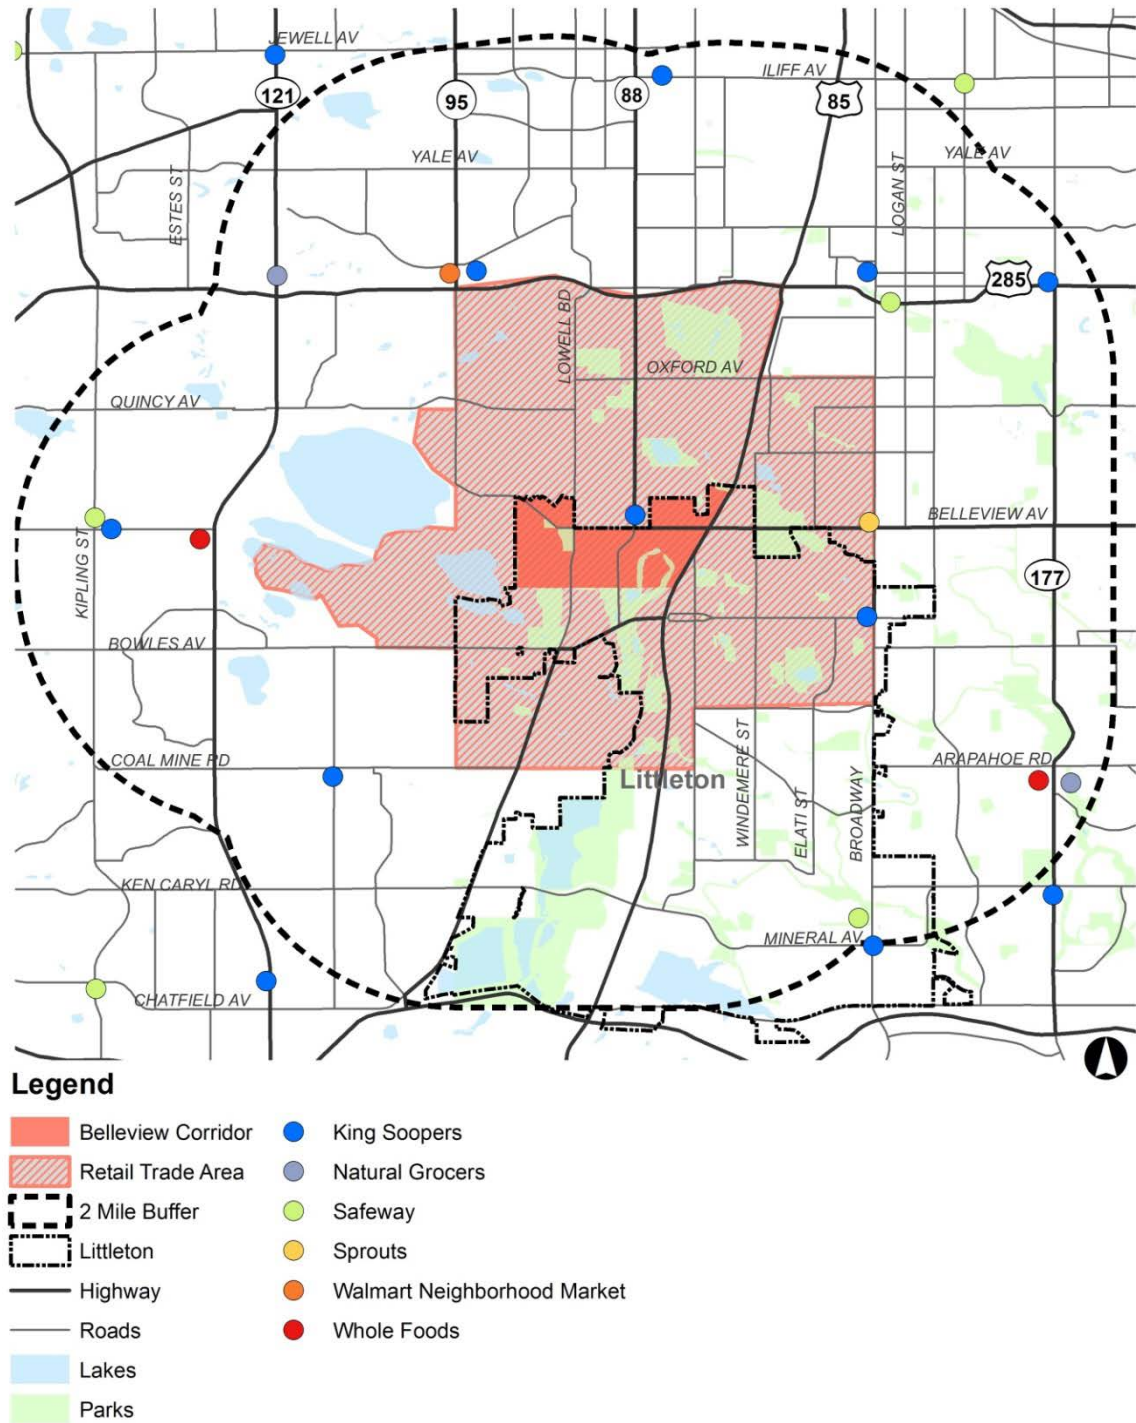 JEWELL AV
ILIFF AV
121
95
88
85
YALE AV
YALE AV
ESTES ST
LOGAN ST
285
LOWELL BD
OXFORD AV
QUINCY AV
BELLEVIEW AV
KIPLING ST
177
BOWLES AV
COAL MINE RD
ARAPAHOE RD
Littleton
WINDEMERE ST
ELATI ST
BROADWAY
KEN CARYL RD
MINERAL AV
CHATFIELD AV
Legend
Belleview Corridor
Retail Trade Area
2 Mile Buffer
Littleton
Highway
Roads
Lakes
Parks
King Soopers
Natural Grocers
Safeway
Sprouts
Walmart Neighborhood Market
Whole Foods